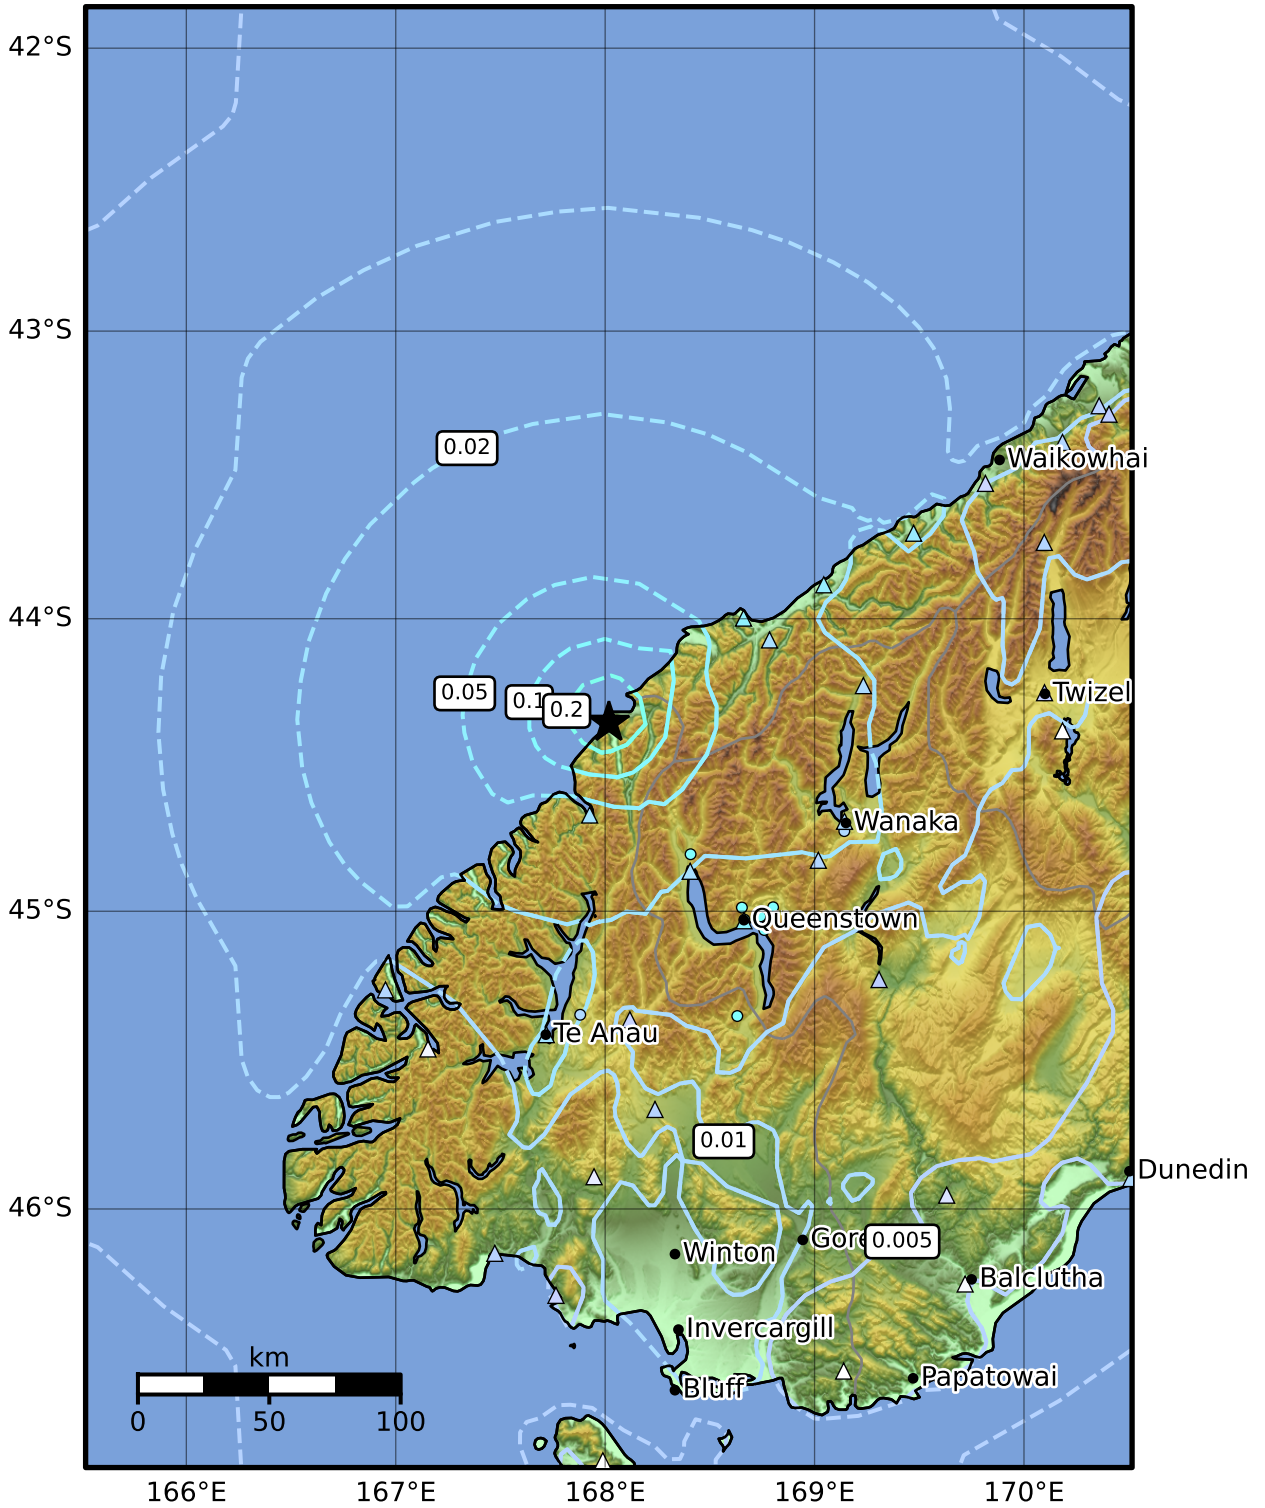 42°S
43°S
0.02
Waikowhai
44°S
0.05
0.1
0.2
Twizel
Wanaka
45°S
Queenstown
Te Anau
0.01
Dunedin
46°S
Gore
0.005
Winton
Balclutha
Invercargill
km
Papatowai
Bluff
0
50
100
166°E
167°E
168°E
169°E
170°E